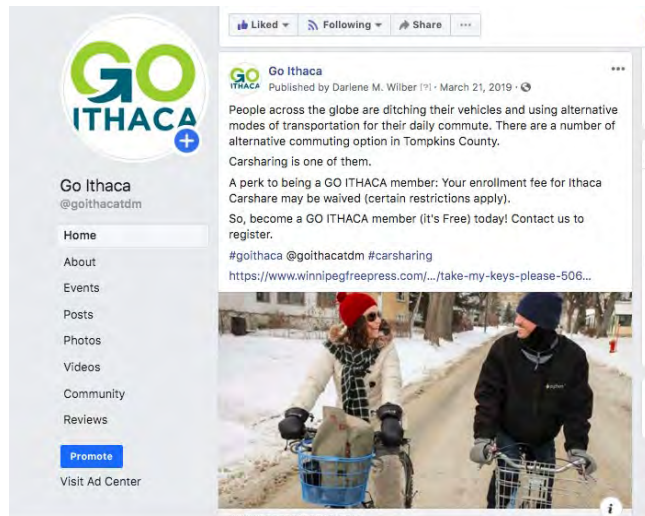 GO
ITHACA
Go Ithaca
@goithacatdm
Home
About
Events
Posts
Photos
Videos
Community
Reviews
Promote
Visit Ad Center
Liked
Following
Share
GO
ITHACA
Go Ithaca
Published by Darlene M. Wilber [?] · March 21, 2019 ·
People across the globe are ditching their vehicles and using alternative
modes of transportation for their daily commute. There are a number of
alternative commuting option in Tompkins County.
Carsharing is one of them.
A perk to being a GO ITHACA member: Your enrollment fee for Ithaca
Carshare may be waived (certain restrictions apply).
So, become a GO ITHACA member (it's Free) today! Contact us to
register.
#goithaca @goithacatdm #carsharing
https://www.winnipegfreepress.com/.../take-my-keys-please-506...
i